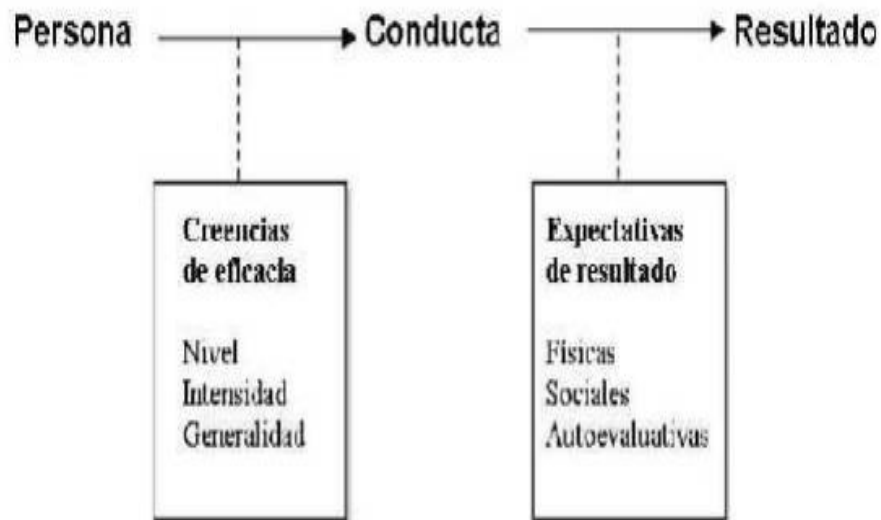 Persona
Conducta
Resultado
Creencias
de eficacia
Nivel
Intensidad
Generalidad
Expectativas
de resultado
Físicas
Sociales
Autoevaluativas